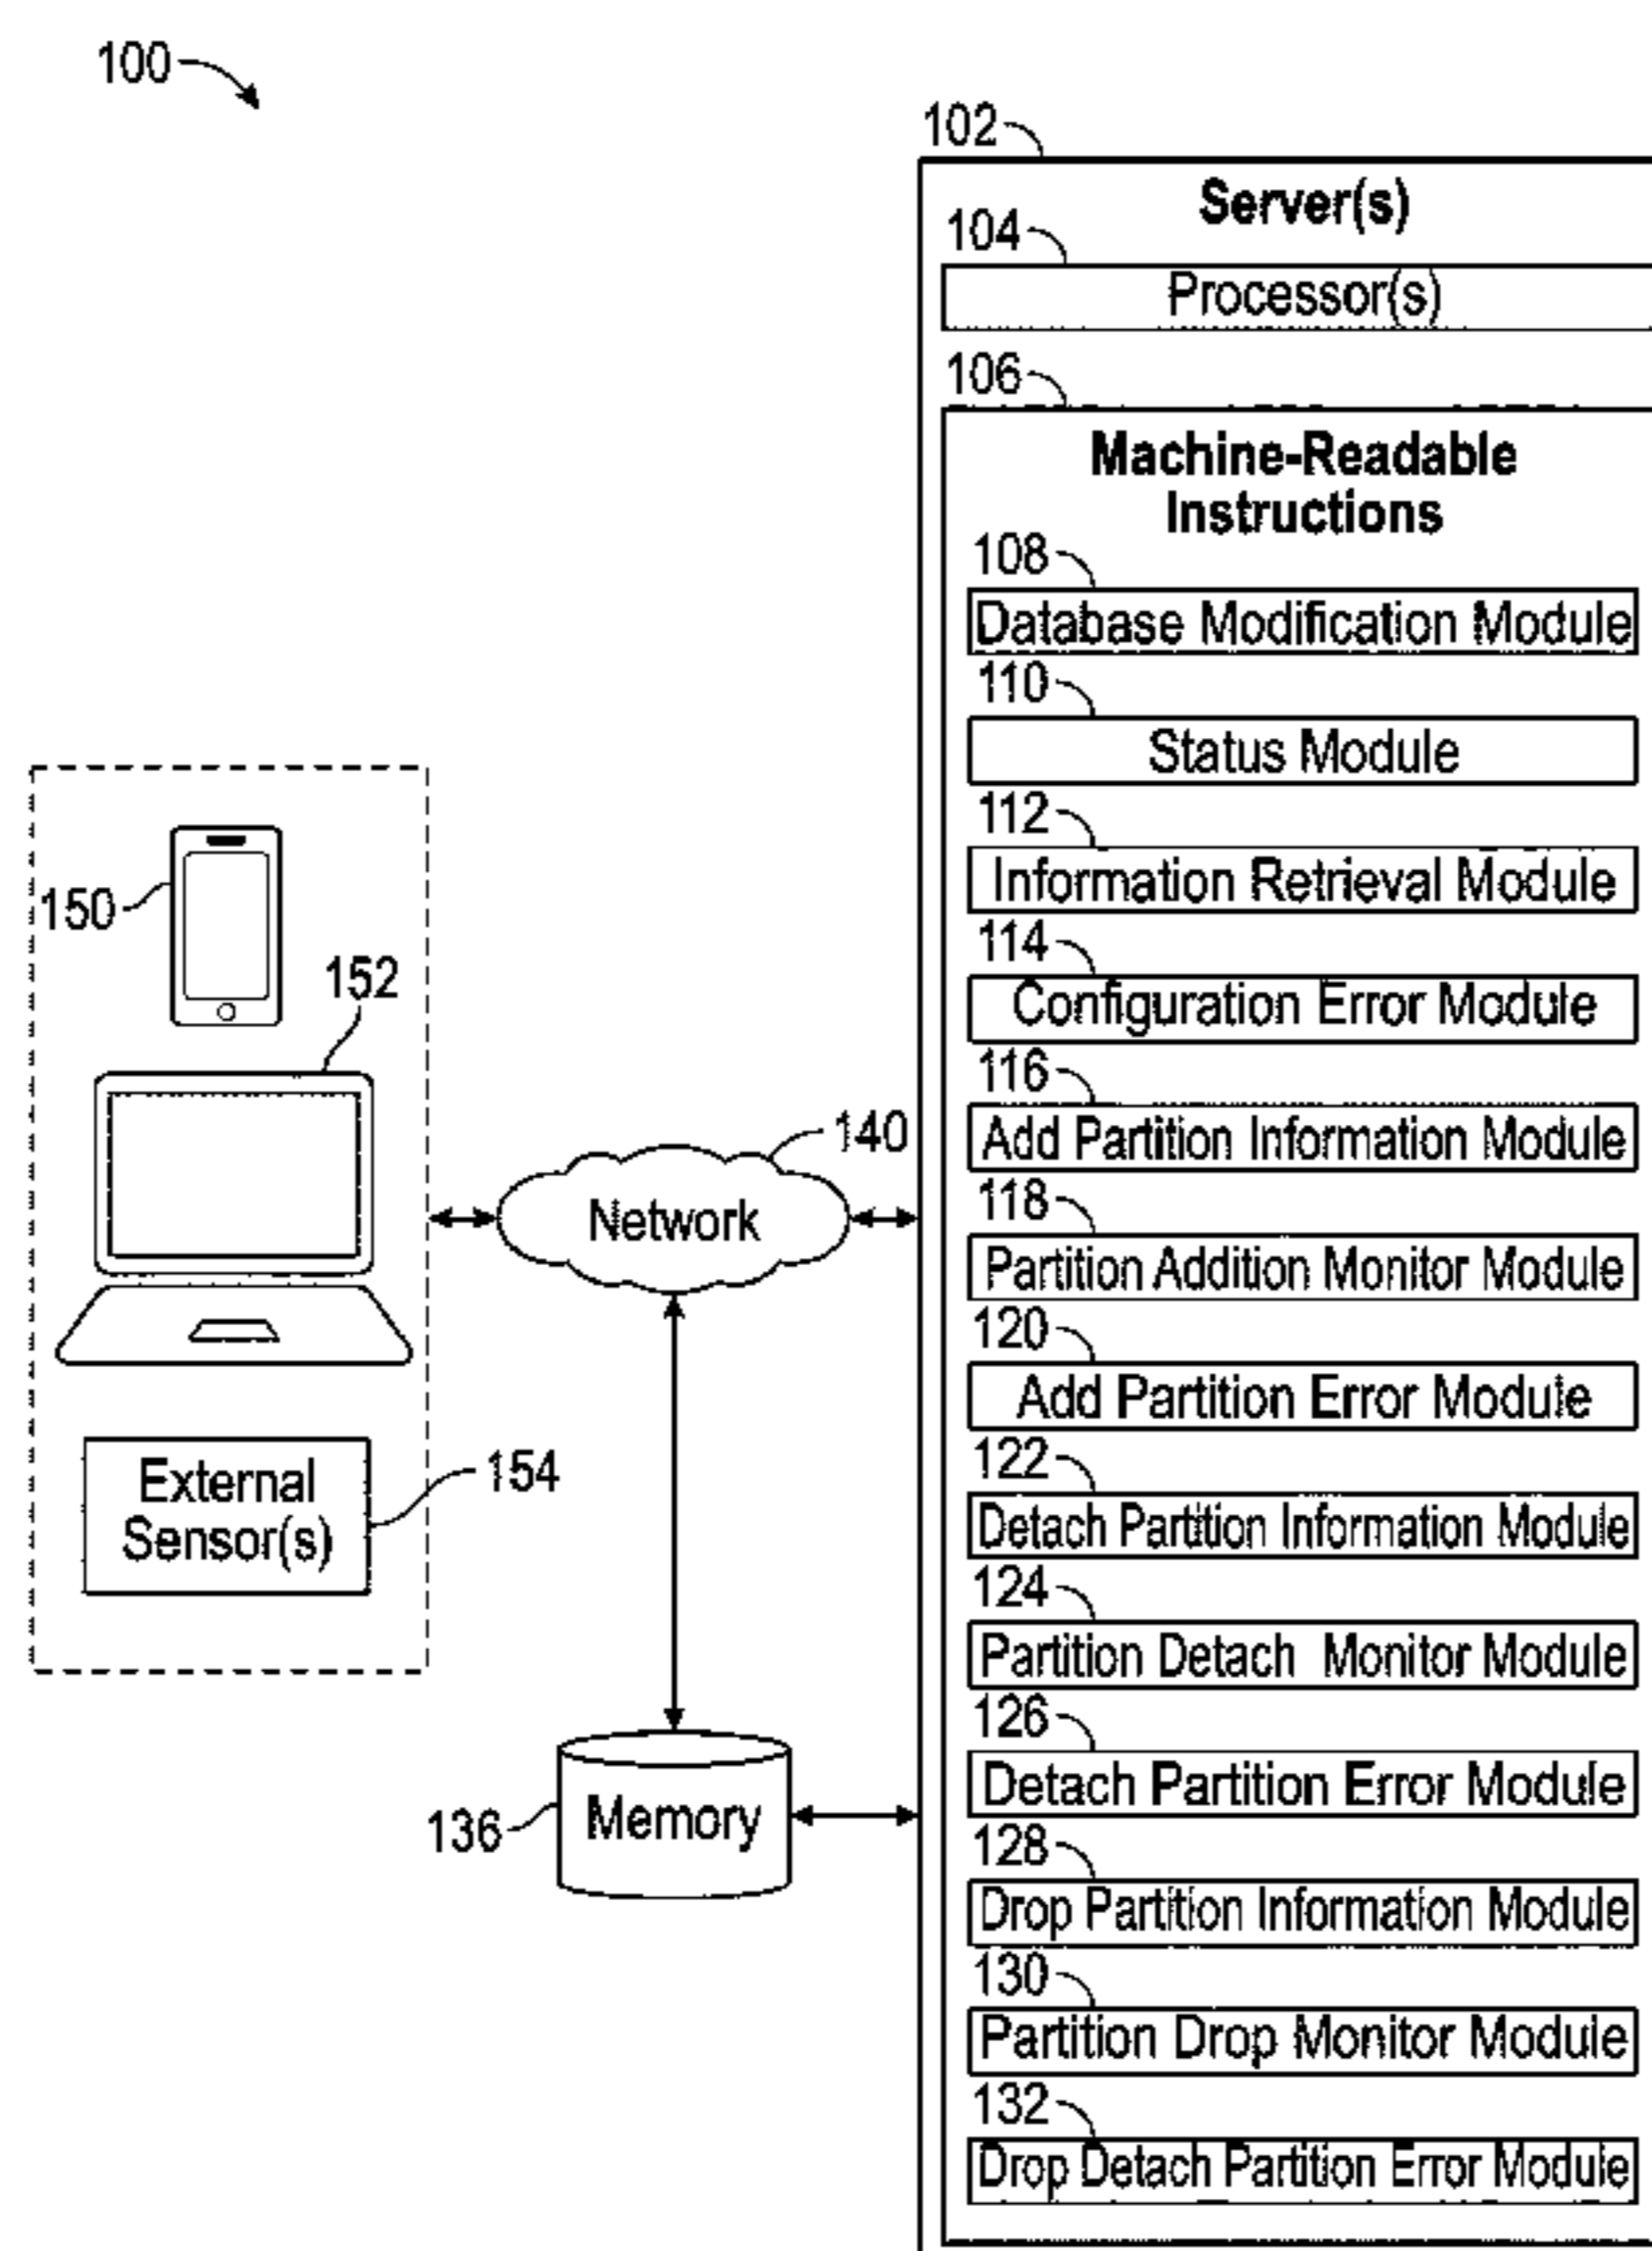 100
102
Server(s)
104
Processor(s)
106
Machine-Readable
Instructions
108
Database Modification Module
110
Status Module
112
Information Retrieval Module
114
Configuration Error Module
116
Add Partition Information Module
118
Partition Addition Monitor Module
120
Add Partition Error Module
122
Detach Partition Information Module
124
Partition Detach Monitor Module
126
Detach Partition Error Module
128
Drop Partition Information Module
130
Partition Drop Monitor Module
132
Drop Detach Partition Error Module
150
152
External
Sensor(s)
154
140
Network
136
Memory